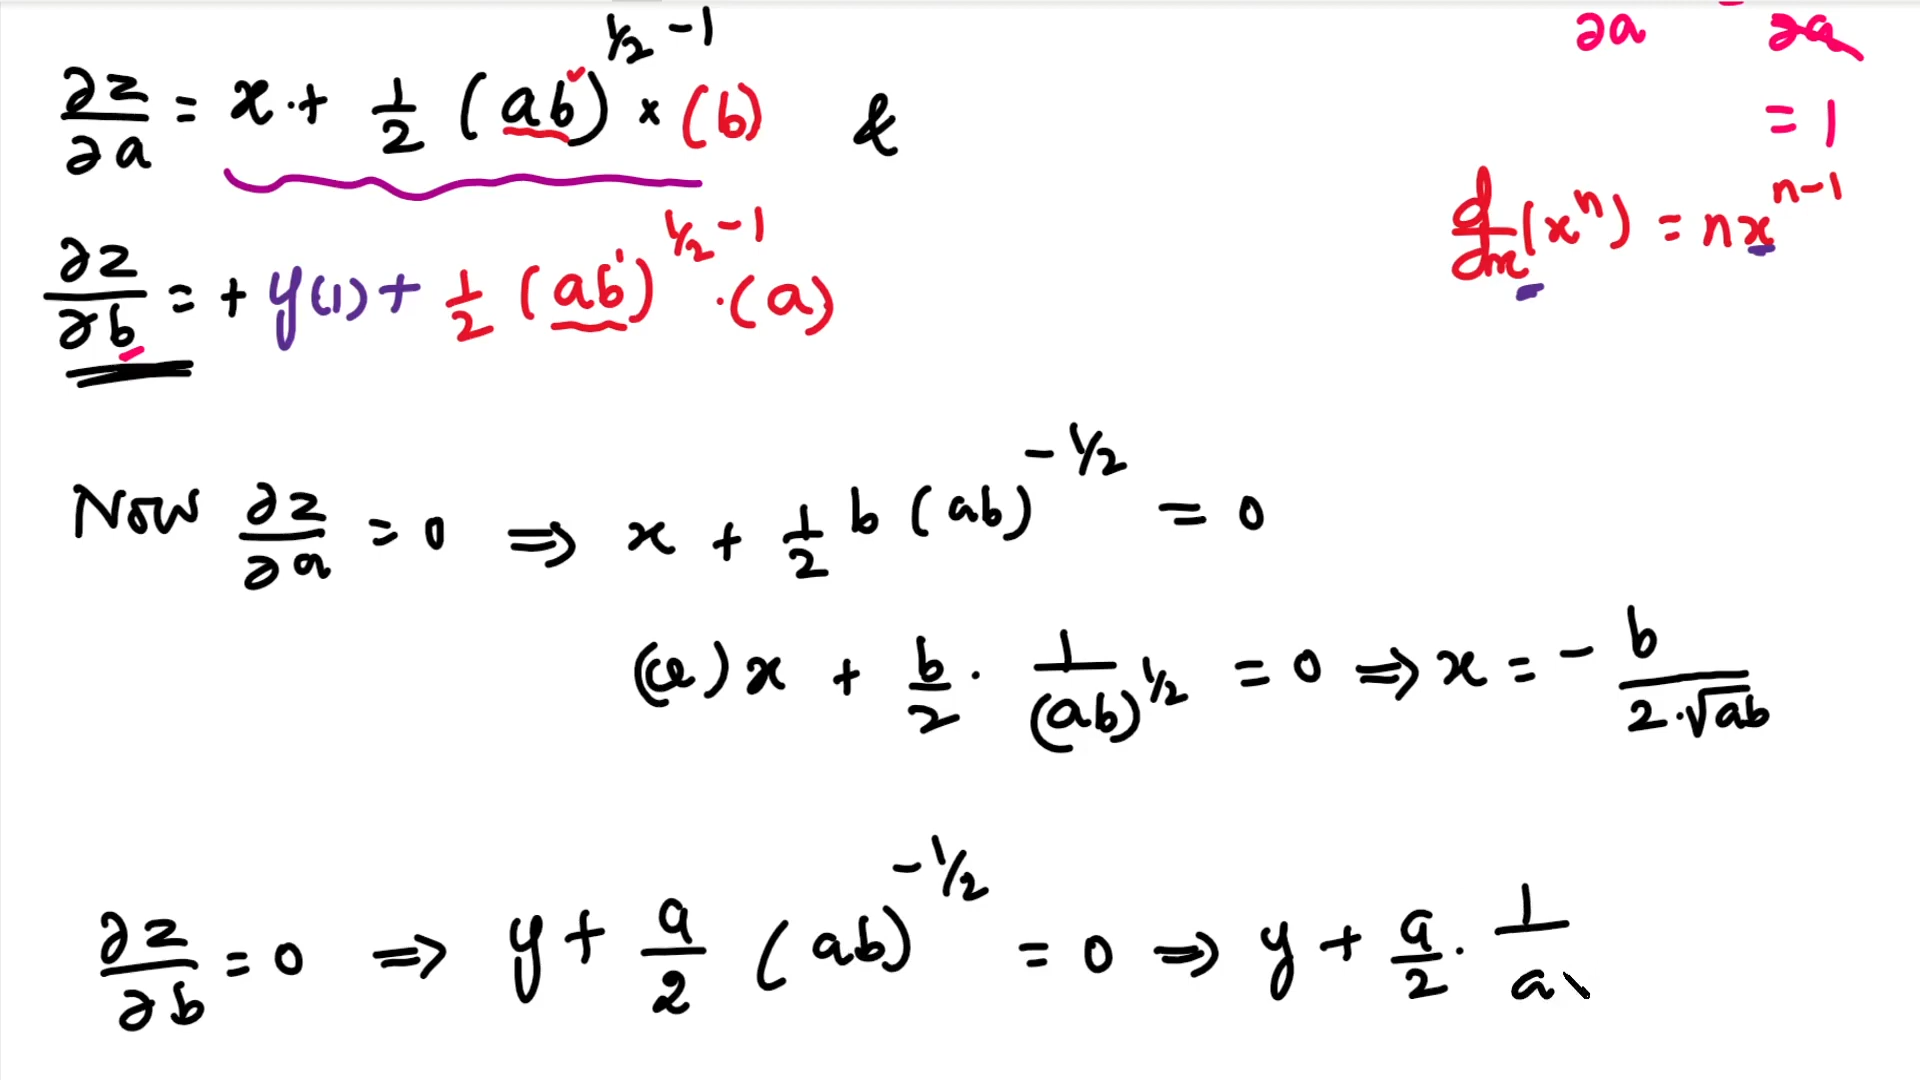 ∂z/∂a = x·+ 1/2 (ab)^(1/2 -1) × (b) &
∂a = ∂a
= 1
d/dx (x^n) = nx^(n-1)
∂z/∂b = + y(1) + 1/2 (ab)^(1/2 -1) · (a)
Now ∂z/∂a = 0 ⇒ x + 1/2 b (ab)^(-1/2) = 0
x + b/2 · 1/(ab)^(1/2) = 0 ⇒ x = - b/(2·√ab)
∂z/∂b = 0 ⇒ y + a/2 (ab)^(-1/2) = 0 ⇒ y + a/2 · 1/a